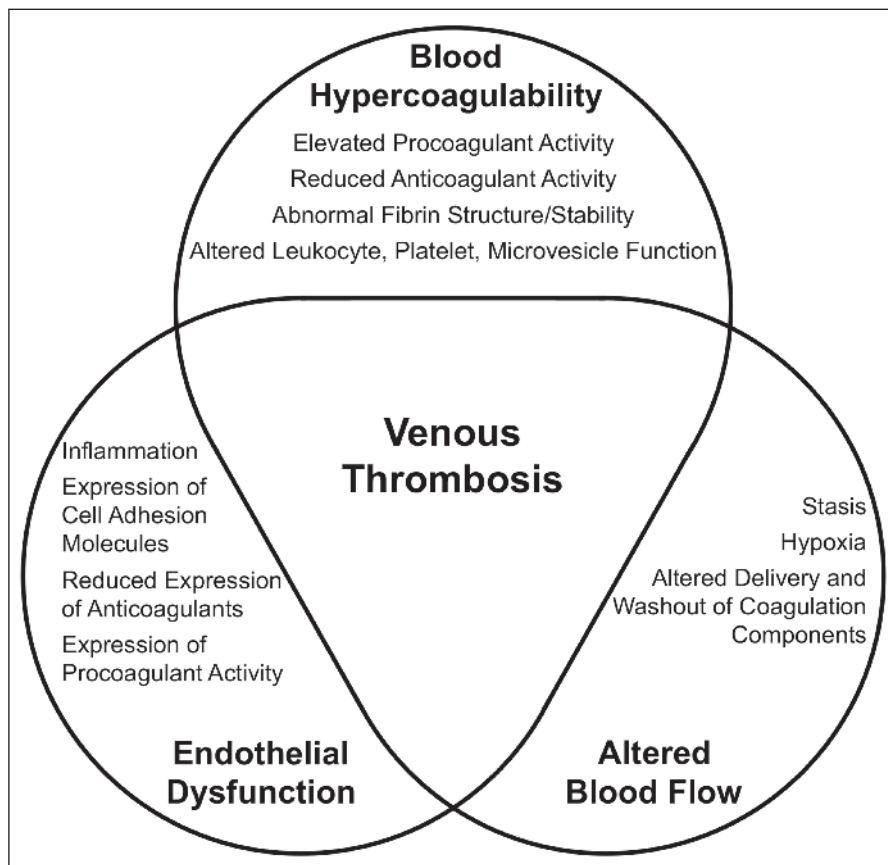 Blood
Hypercoagulability
Elevated Procoagulant Activity
Reduced Anticoagulant Activity
Abnormal Fibrin Structure/Stability
Altered Leukocyte, Platelet, Microvesicle Function
Venous
Thrombosis
Inflammation
Expression of
Cell Adhesion
Molecules
Reduced Expression
of Anticoagulants
Expression of
Procoagulant Activity
Endothelial
Dysfunction
Stasis
Hypoxia
Altered Delivery and
Washout of Coagulation
Components
Altered
Blood Flow